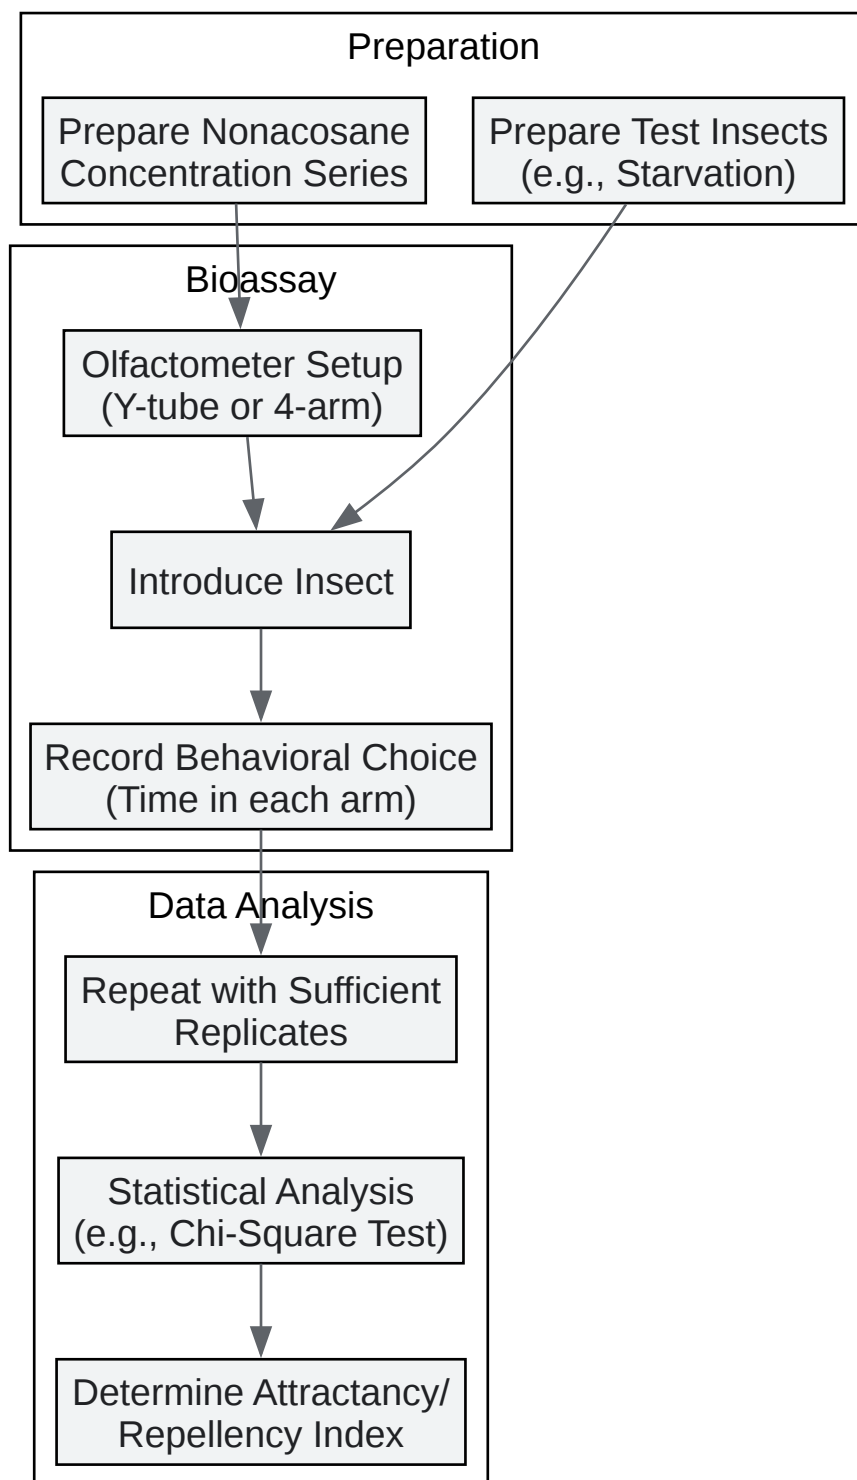 Preparation
Prepare Nonacosane
Concentration Series
Prepare Test Insects
(e.g., Starvation)
Bioassay
Olfactometer Setup
(Y-tube or 4-arm)
Introduce Insect
Record Behavioral Choice
(Time in each arm)
Data Analysis
Repeat with Sufficient
Replicates
Statistical Analysis
(e.g., Chi-Square Test)
Determine Attractancy/
Repellency Index